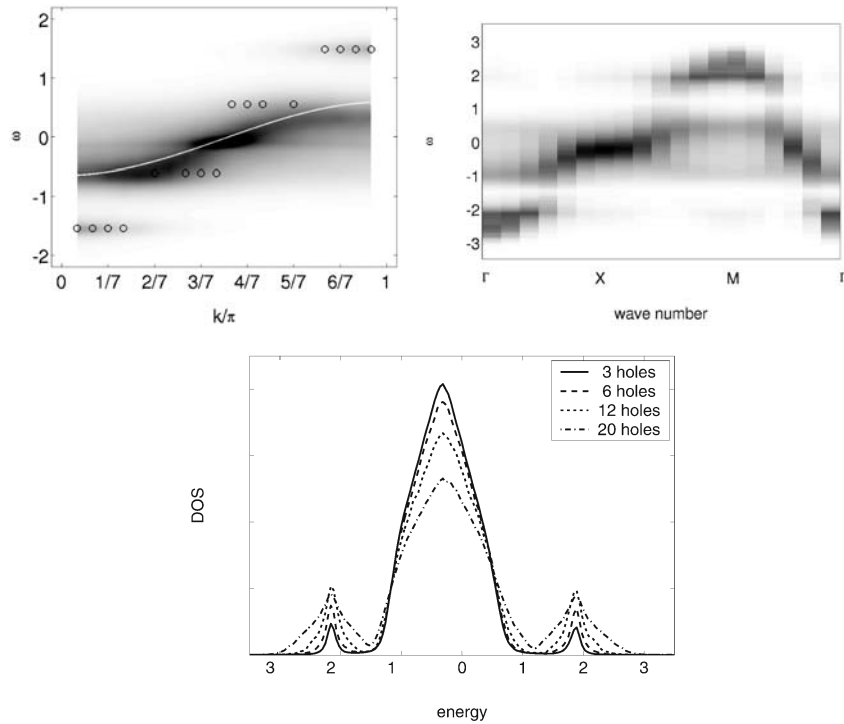 2
1
0
-1
-2
ω
0 1/7 2/7 3/7 4/7 5/7 6/7 1
k/π
3
2
1
0
-1
-2
-3
ω
Γ X M
wave number
3 holes
6 holes
12 holes
20 holes
DOS
3 2 1 0 1 2 3
energy